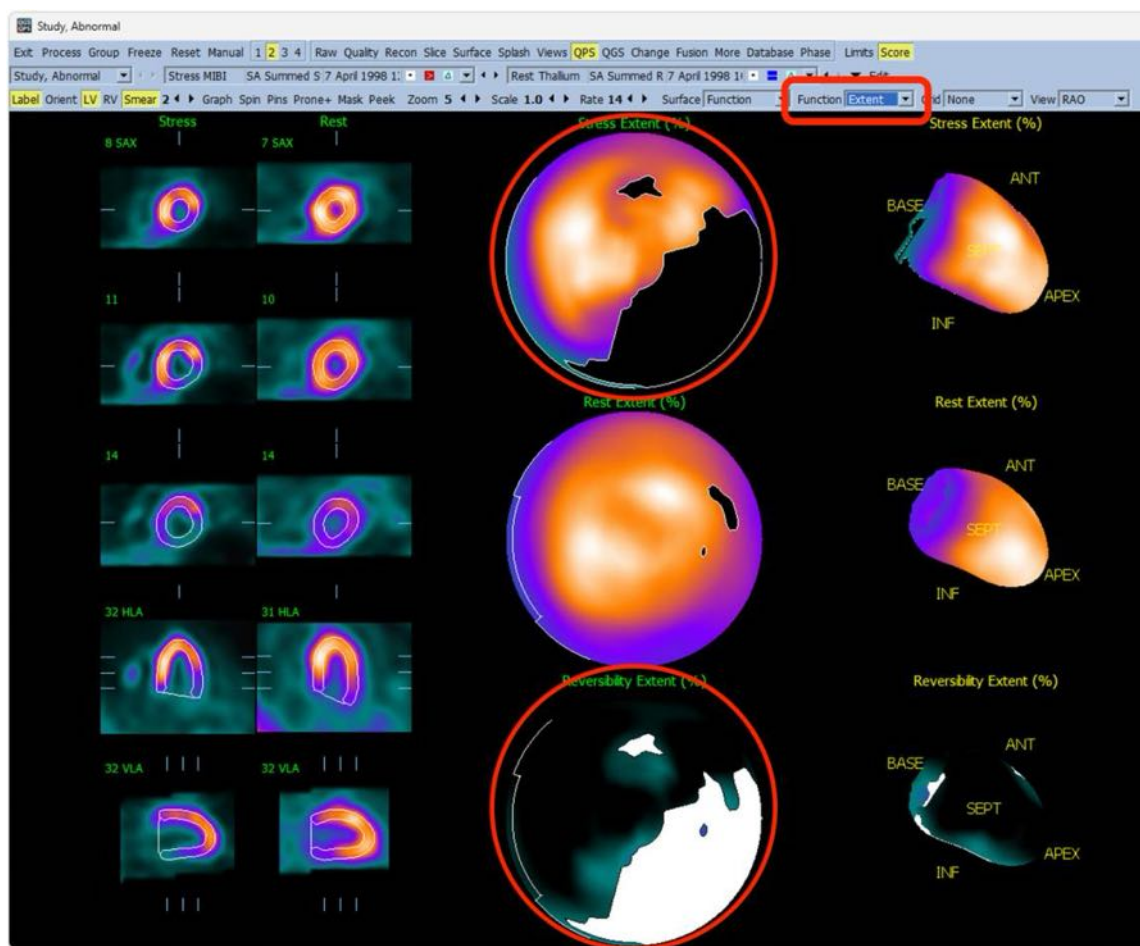 Study, Abnormal
Exit Process Group Freeze Reset Manual 1 2 3 4 Raw Quality Recon Slice Surface Splash Views QPS QGS Change Fusion More Database Phase Limits Score
Study, Abnormal Stress MIBI SA Summed S 7 April 1998 1 Rest Thallium SA Summed R 7 April 1998 1 Edit
Label Orient LV RV Smear 2 Graph Spin Pins Prone+ Mask Peek Zoom 5 Scale 1.0 Rate 14 Surface Function Function Extent Grid None View RAO
Stress Rest Stress Extent (%) Stress Extent (%)
8 SAX 7 SAX
ANT
BASE
SEPT
APEX
INF
11 10
Rest Extent (%) Rest Extent (%)
14 14
ANT
BASE
SEPT
APEX
INF
32 HLA 31 HLA
Reversibility Extent (%) Reversibility Extent (%)
32 VLA 32 VLA
ANT
BASE
SEPT
APEX
INF